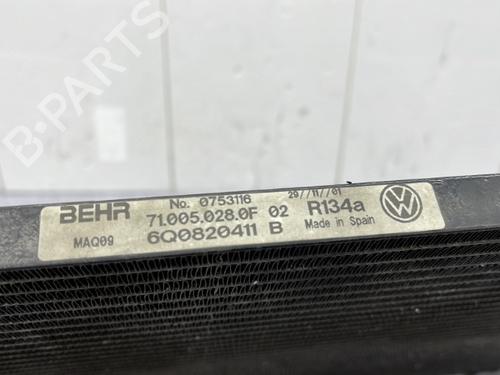 B-Parts
BEHR No. 0753116 29//11//01
71.005.028.0F 02 R134a
MAQ09 6Q0820411 B Made in Spain